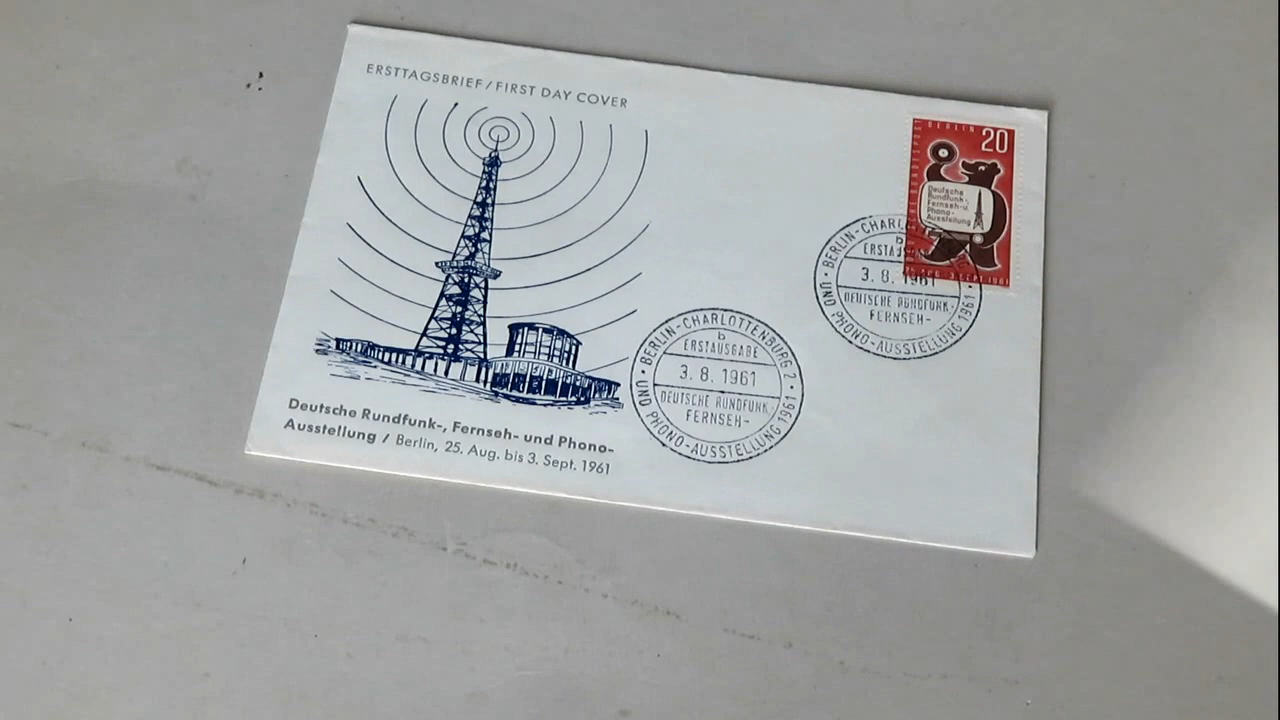 ERSTTAGSBRIEF / FIRST DAY COVER
BERLIN 20
Deutsche
Rundfunk-,
Fernseh-u.
Phono-
Ausstellung
BERLIN-CHARLOTTENBURG 2
b
ERSTAUSGABE
3. 8. 1961
DEUTSCHE RUNDFUNK-
FERNSEH-
UND PHONO-AUSSTELLUNG 1961
BERLIN-CHARL
b
3. 8. 1961
DEUTSCHE RUNDFUNK-
FERNSEH-
UND PHONO-AUSSTELLUNG 1961
Deutsche Rundfunk-, Fernseh- und Phono-
Ausstellung / Berlin, 25. Aug. bis 3. Sept. 1961